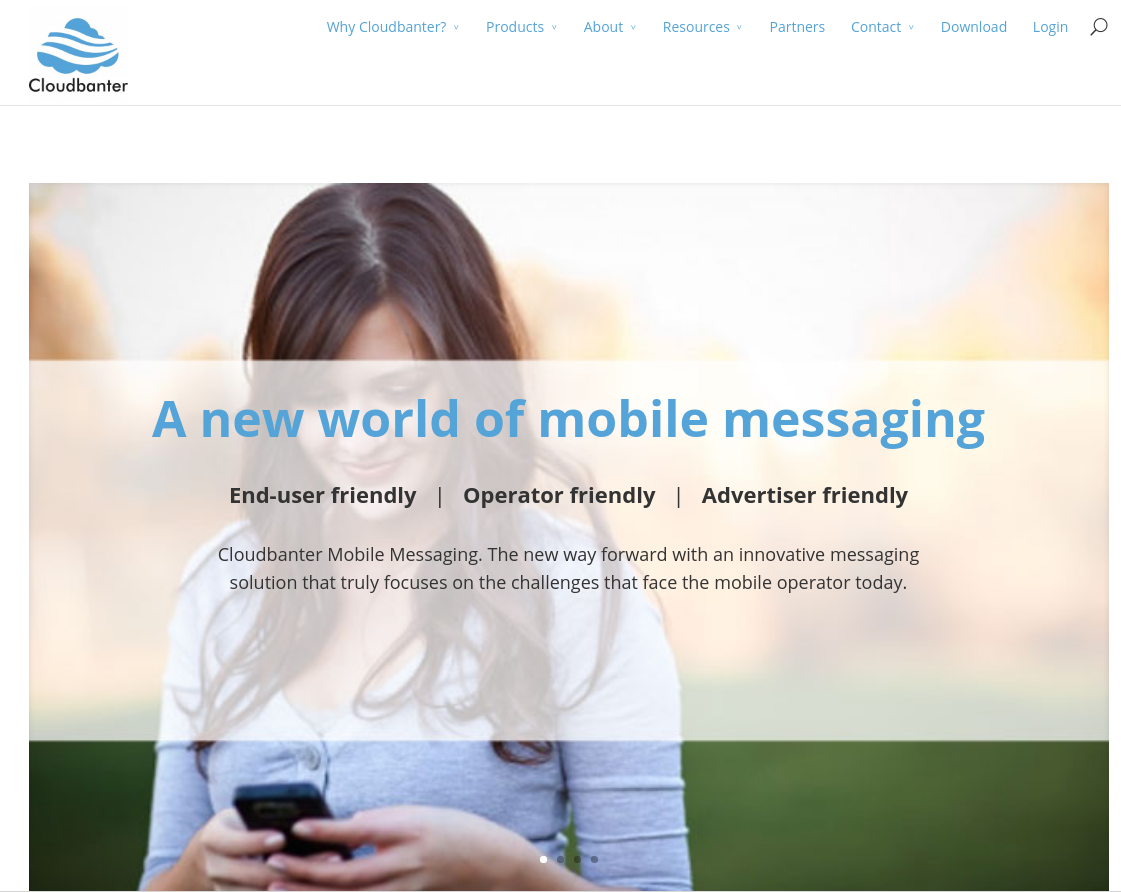 Why Cloudbanter? Products About Resources Partners Contact Download Login
Cloudbanter
A new world of mobile messaging
End-user friendly | Operator friendly | Advertiser friendly
Cloudbanter Mobile Messaging. The new way forward with an innovative messaging
solution that truly focuses on the challenges that face the mobile operator today.